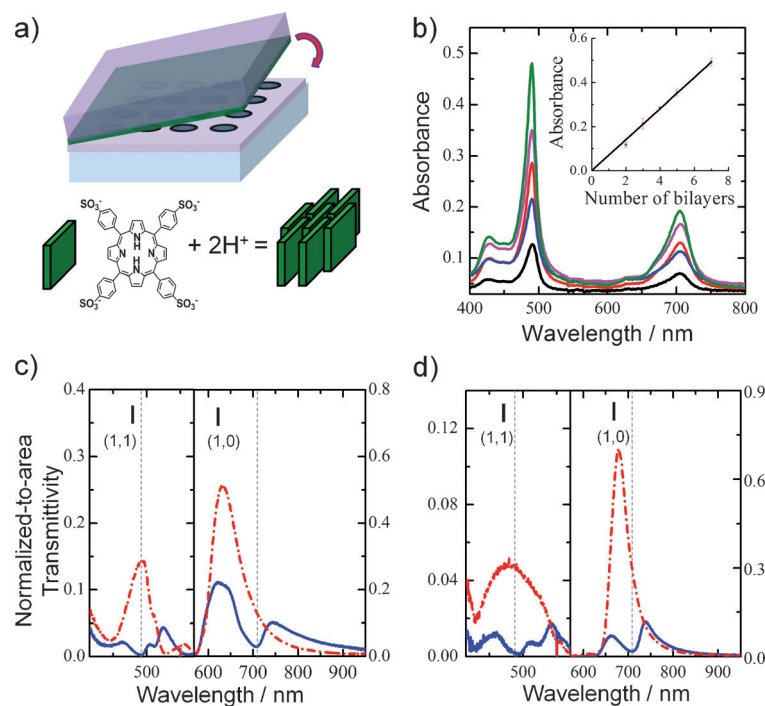 a)
SO₃⁻
SO₃⁻
N
H
N
N
H
N
SO₃⁻
SO₃⁻
+ 2H⁺ =
b)
Absorbance
0.5
0.4
0.3
0.2
0.1
400
500
600
700
800
Wavelength / nm
Absorbance
0.6
0.4
0.2
0.0
0
2
4
6
8
Number of bilayers
c)
Normalized-to-area
Transmittivity
0.4
0.3
0.2
0.1
0.0
(1,1)
(1,0)
0.8
0.6
0.4
0.2
0.0
500
600
700
800
900
Wavelength / nm
d)
0.12
0.08
0.04
0.00
(1,1)
(1,0)
0.9
0.6
0.3
0.0
500
600
700
800
900
Wavelength / nm